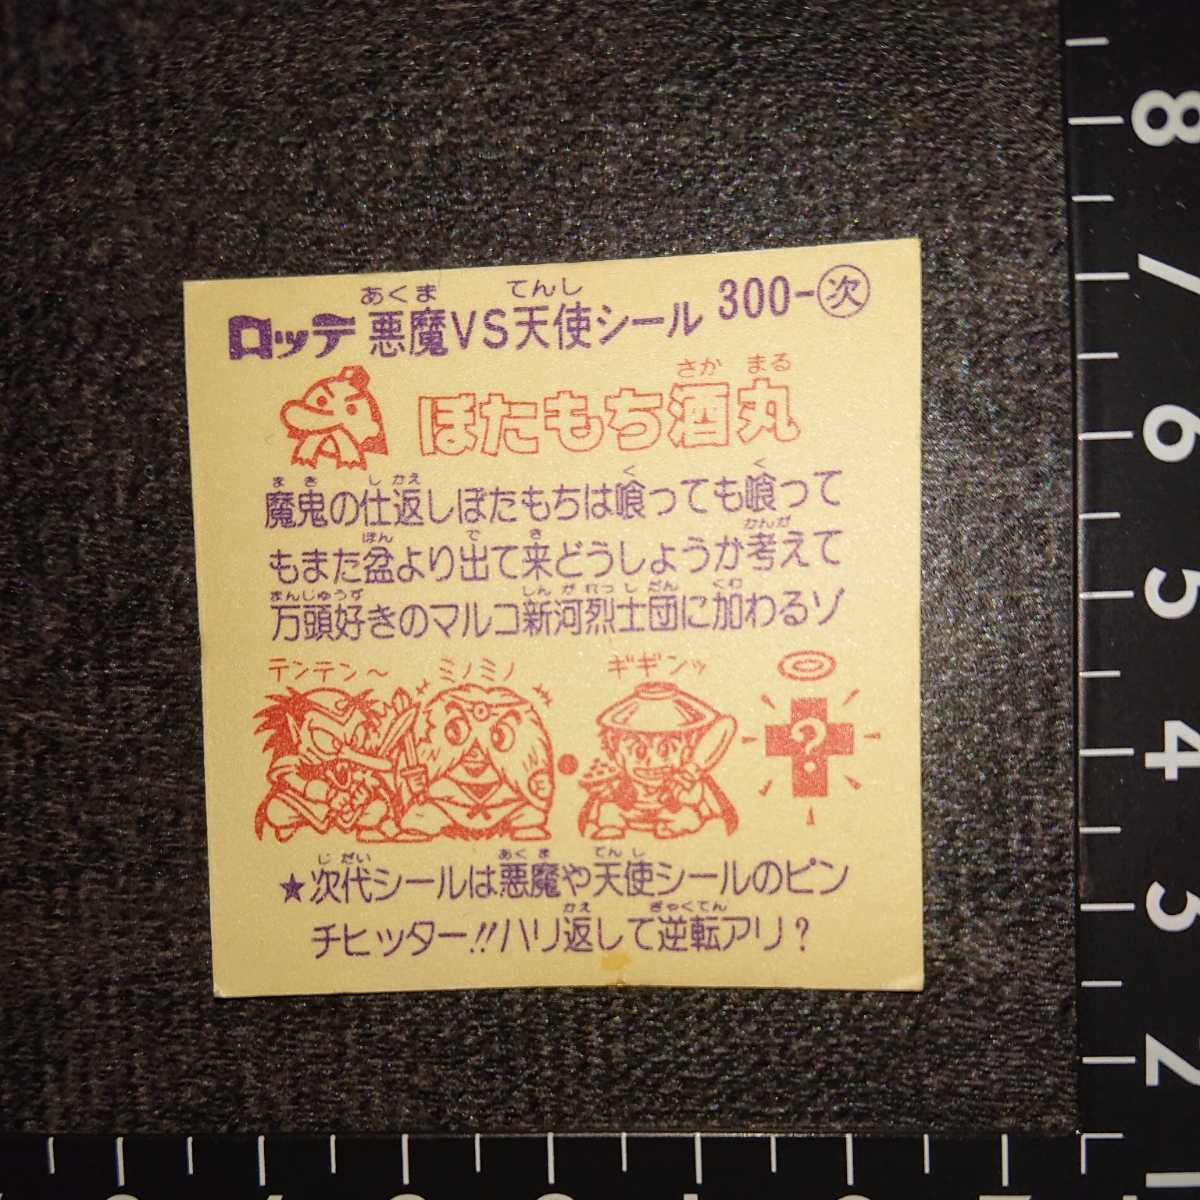 あくま てんし
ロッテ 悪魔VS天使シール 300-次
さか まる
ぼたもち酒丸
まき しかえ く く
魔鬼の仕返しぼたもちは喰っても喰って
ぼん で き かんが
もまた盆より出て来どうしょうか考えて
まんじゅうず しんがれっしだん くわ
万頭好きのマルコ新河烈士団に加わるゾ
テンテン〜 ミノミノ ギギンッ
?
じだい あくま てんし
★次代シールは悪魔や天使シールのピン
かえ ぎゃくてん
チヒッター!!ハリ返して逆転アリ?
8
7
6
5
4
3
2
1